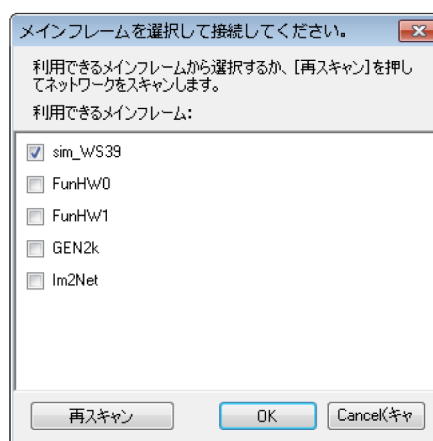 メインフレームを選択して接続してください。
利用できるメインフレームから選択するか、[再スキャン]を押し
てネットワークをスキャンします。
利用できるメインフレーム:
sim_WS39
FunHW0
FunHW1
GEN2k
Im2Net
再スキャン OK Cancel(キャ